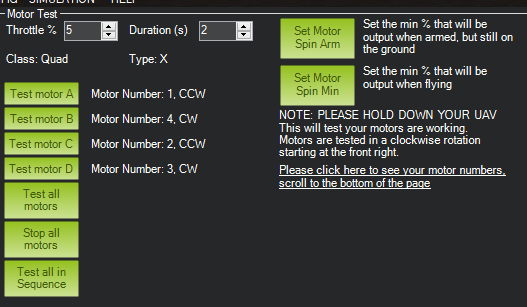 SIMULATION HELP
Motor Test
Throttle % 5 Duration (s) 2
Class: Quad Type: X
Test motor A Motor Number: 1, CCW
Test motor B Motor Number: 4, CW
Test motor C Motor Number: 2, CCW
Test motor D Motor Number: 3, CW
Test all
motors
Stop all
motors
Test all in
Sequence
Set Motor
Spin Arm
Set the min % that will be
output when armed, but still on
the ground
Set Motor
Spin Min
Set the min % that will be
output when flying
NOTE: PLEASE HOLD DOWN YOUR UAV
This will test your motors are working.
Motors are tested in a clockwise rotation
starting at the front right.
Please click here to see your motor numbers,
scroll to the bottom of the page